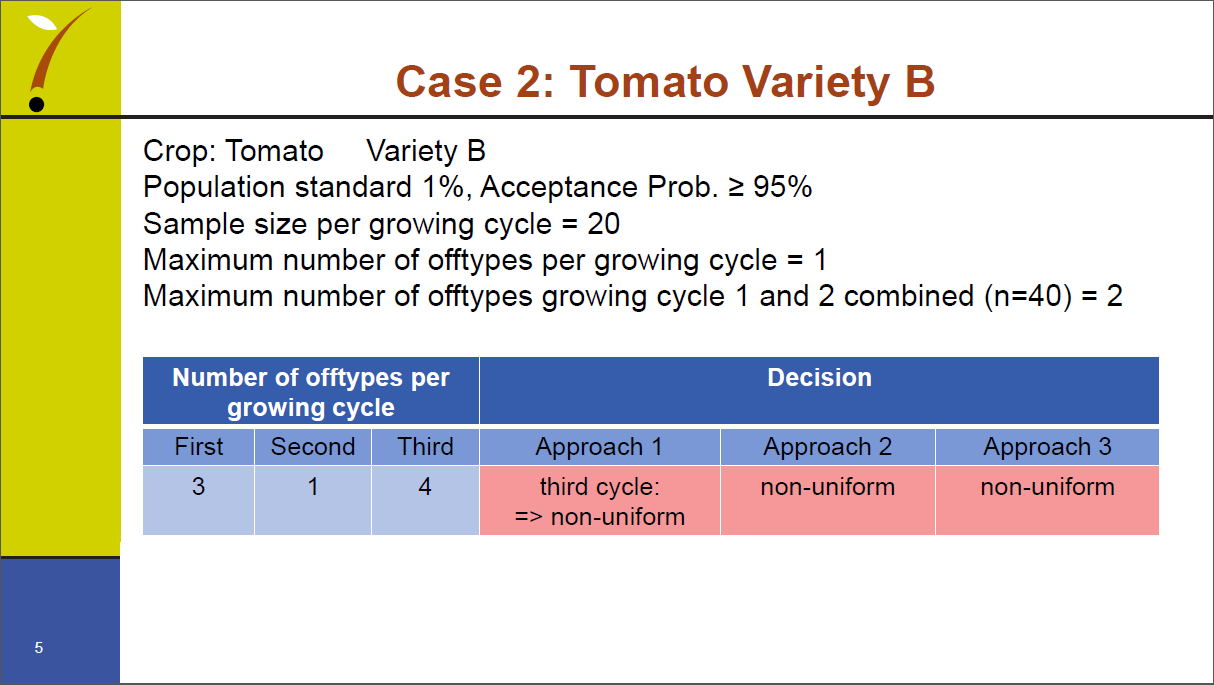 Case 2: Tomato Variety B
Crop: Tomato Variety B
Population standard 1%, Acceptance Prob. ≥ 95%
Sample size per growing cycle = 20
Maximum number of offtypes per growing cycle = 1
Maximum number of offtypes growing cycle 1 and 2 combined (n=40) = 2
Number of offtypes per
growing cycle
Decision
First Second Third Approach 1 Approach 2 Approach 3
3 1 4 third cycle: non-uniform non-uniform
=> non-uniform
5